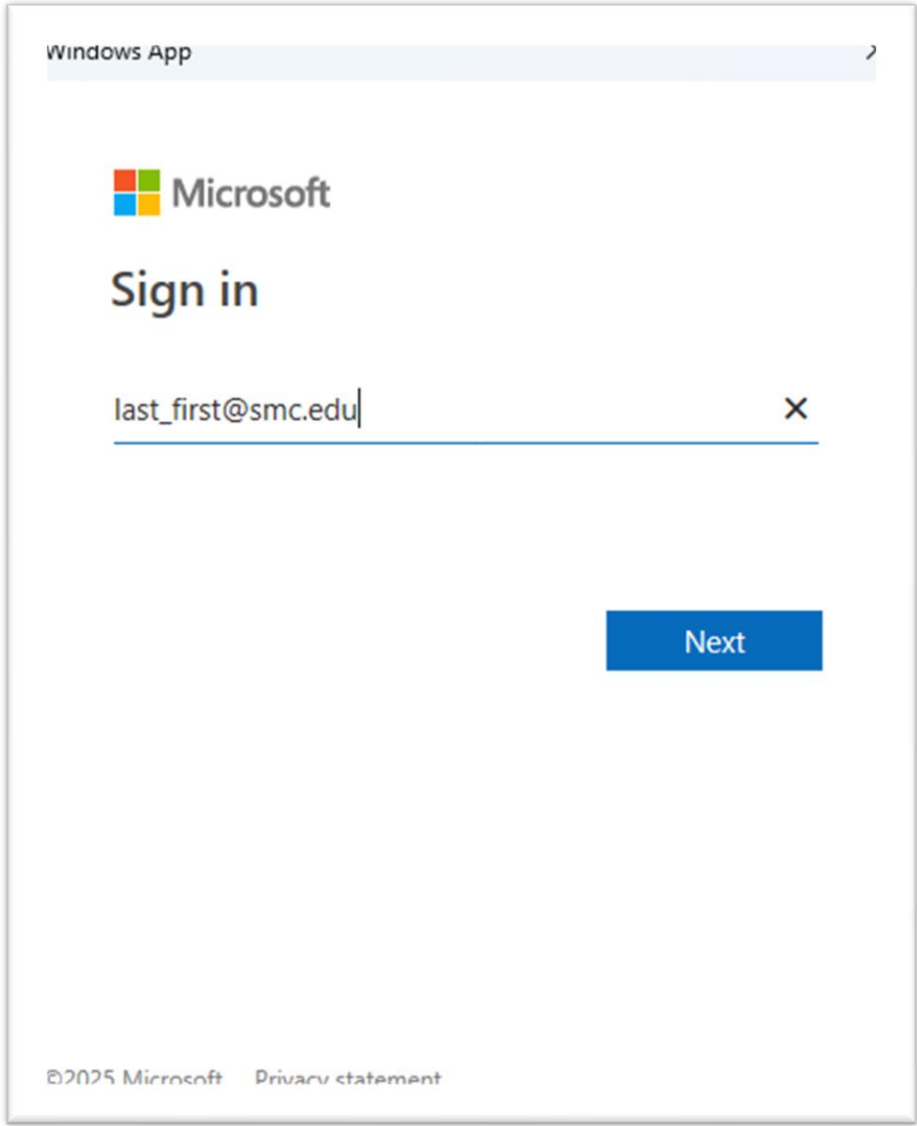 Windows App
Microsoft
Sign in
last_first@smc.edu
Next
©2025 Microsoft Privacy statement